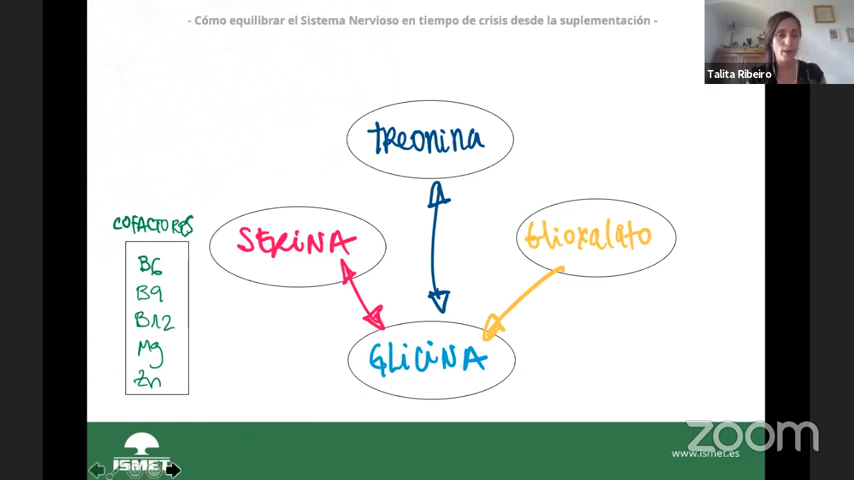 - Cómo equilibrar el Sistema Nervioso en tiempo de crisis desde la suplementación -
Talita Ribeiro
treonina
COFACTORES
SERINA
Glioxalato
B6
B9
B12
Mg
Zn
GLICINA
zoom
ISMET
www.ismet.es